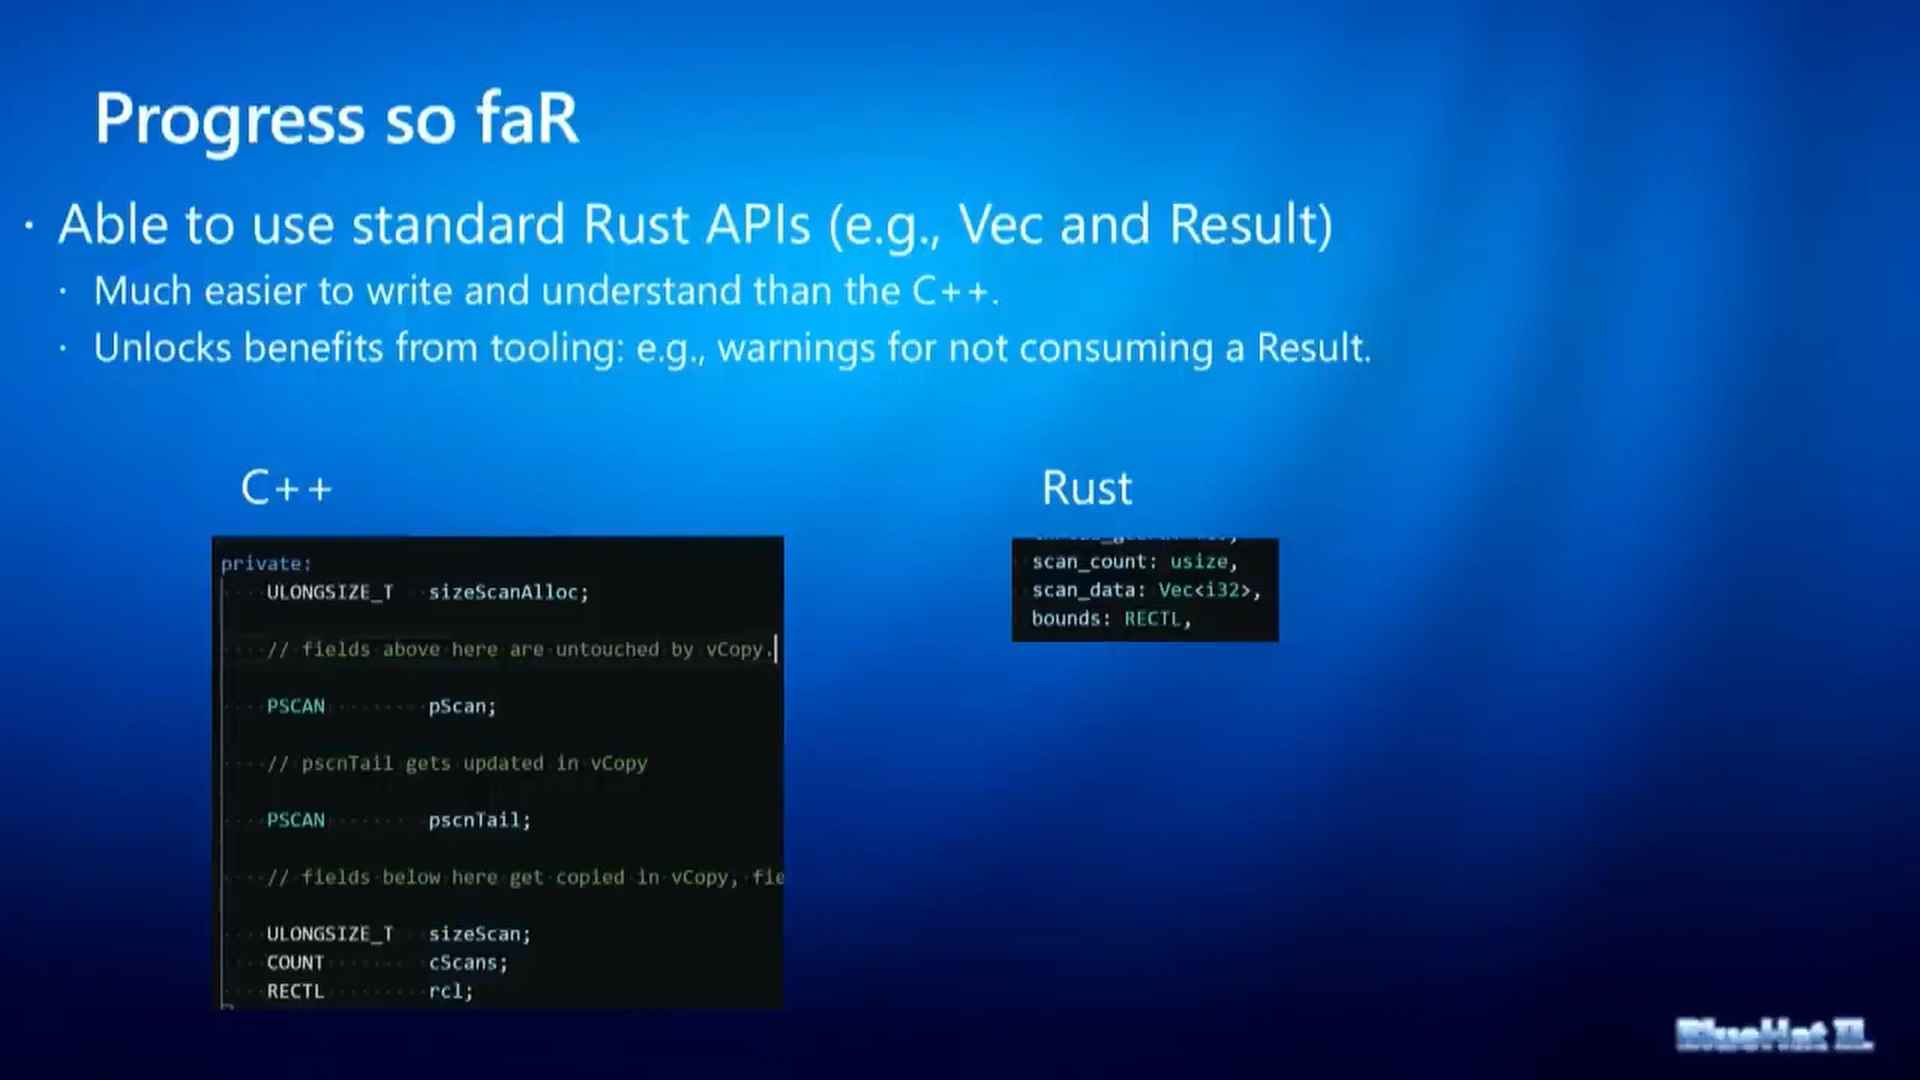 Progress so faR
· Able to use standard Rust APIs (e.g., Vec and Result)
· Much easier to write and understand than the C++.
· Unlocks benefits from tooling: e.g., warnings for not consuming a Result.
C++
private:
ULONGSIZE_T sizeScanAlloc;
// fields above here are untouched by vCopy.
PSCAN pScan;
// pscnTail gets updated in vCopy
PSCAN pscnTail;
// fields below here get copied in vCopy, fie
ULONGSIZE_T sizeScan;
COUNT cScans;
RECTL rcl;
Rust
scan_count: usize,
scan_data: Vec<i32>,
bounds: RECTL,
BlueHat IL